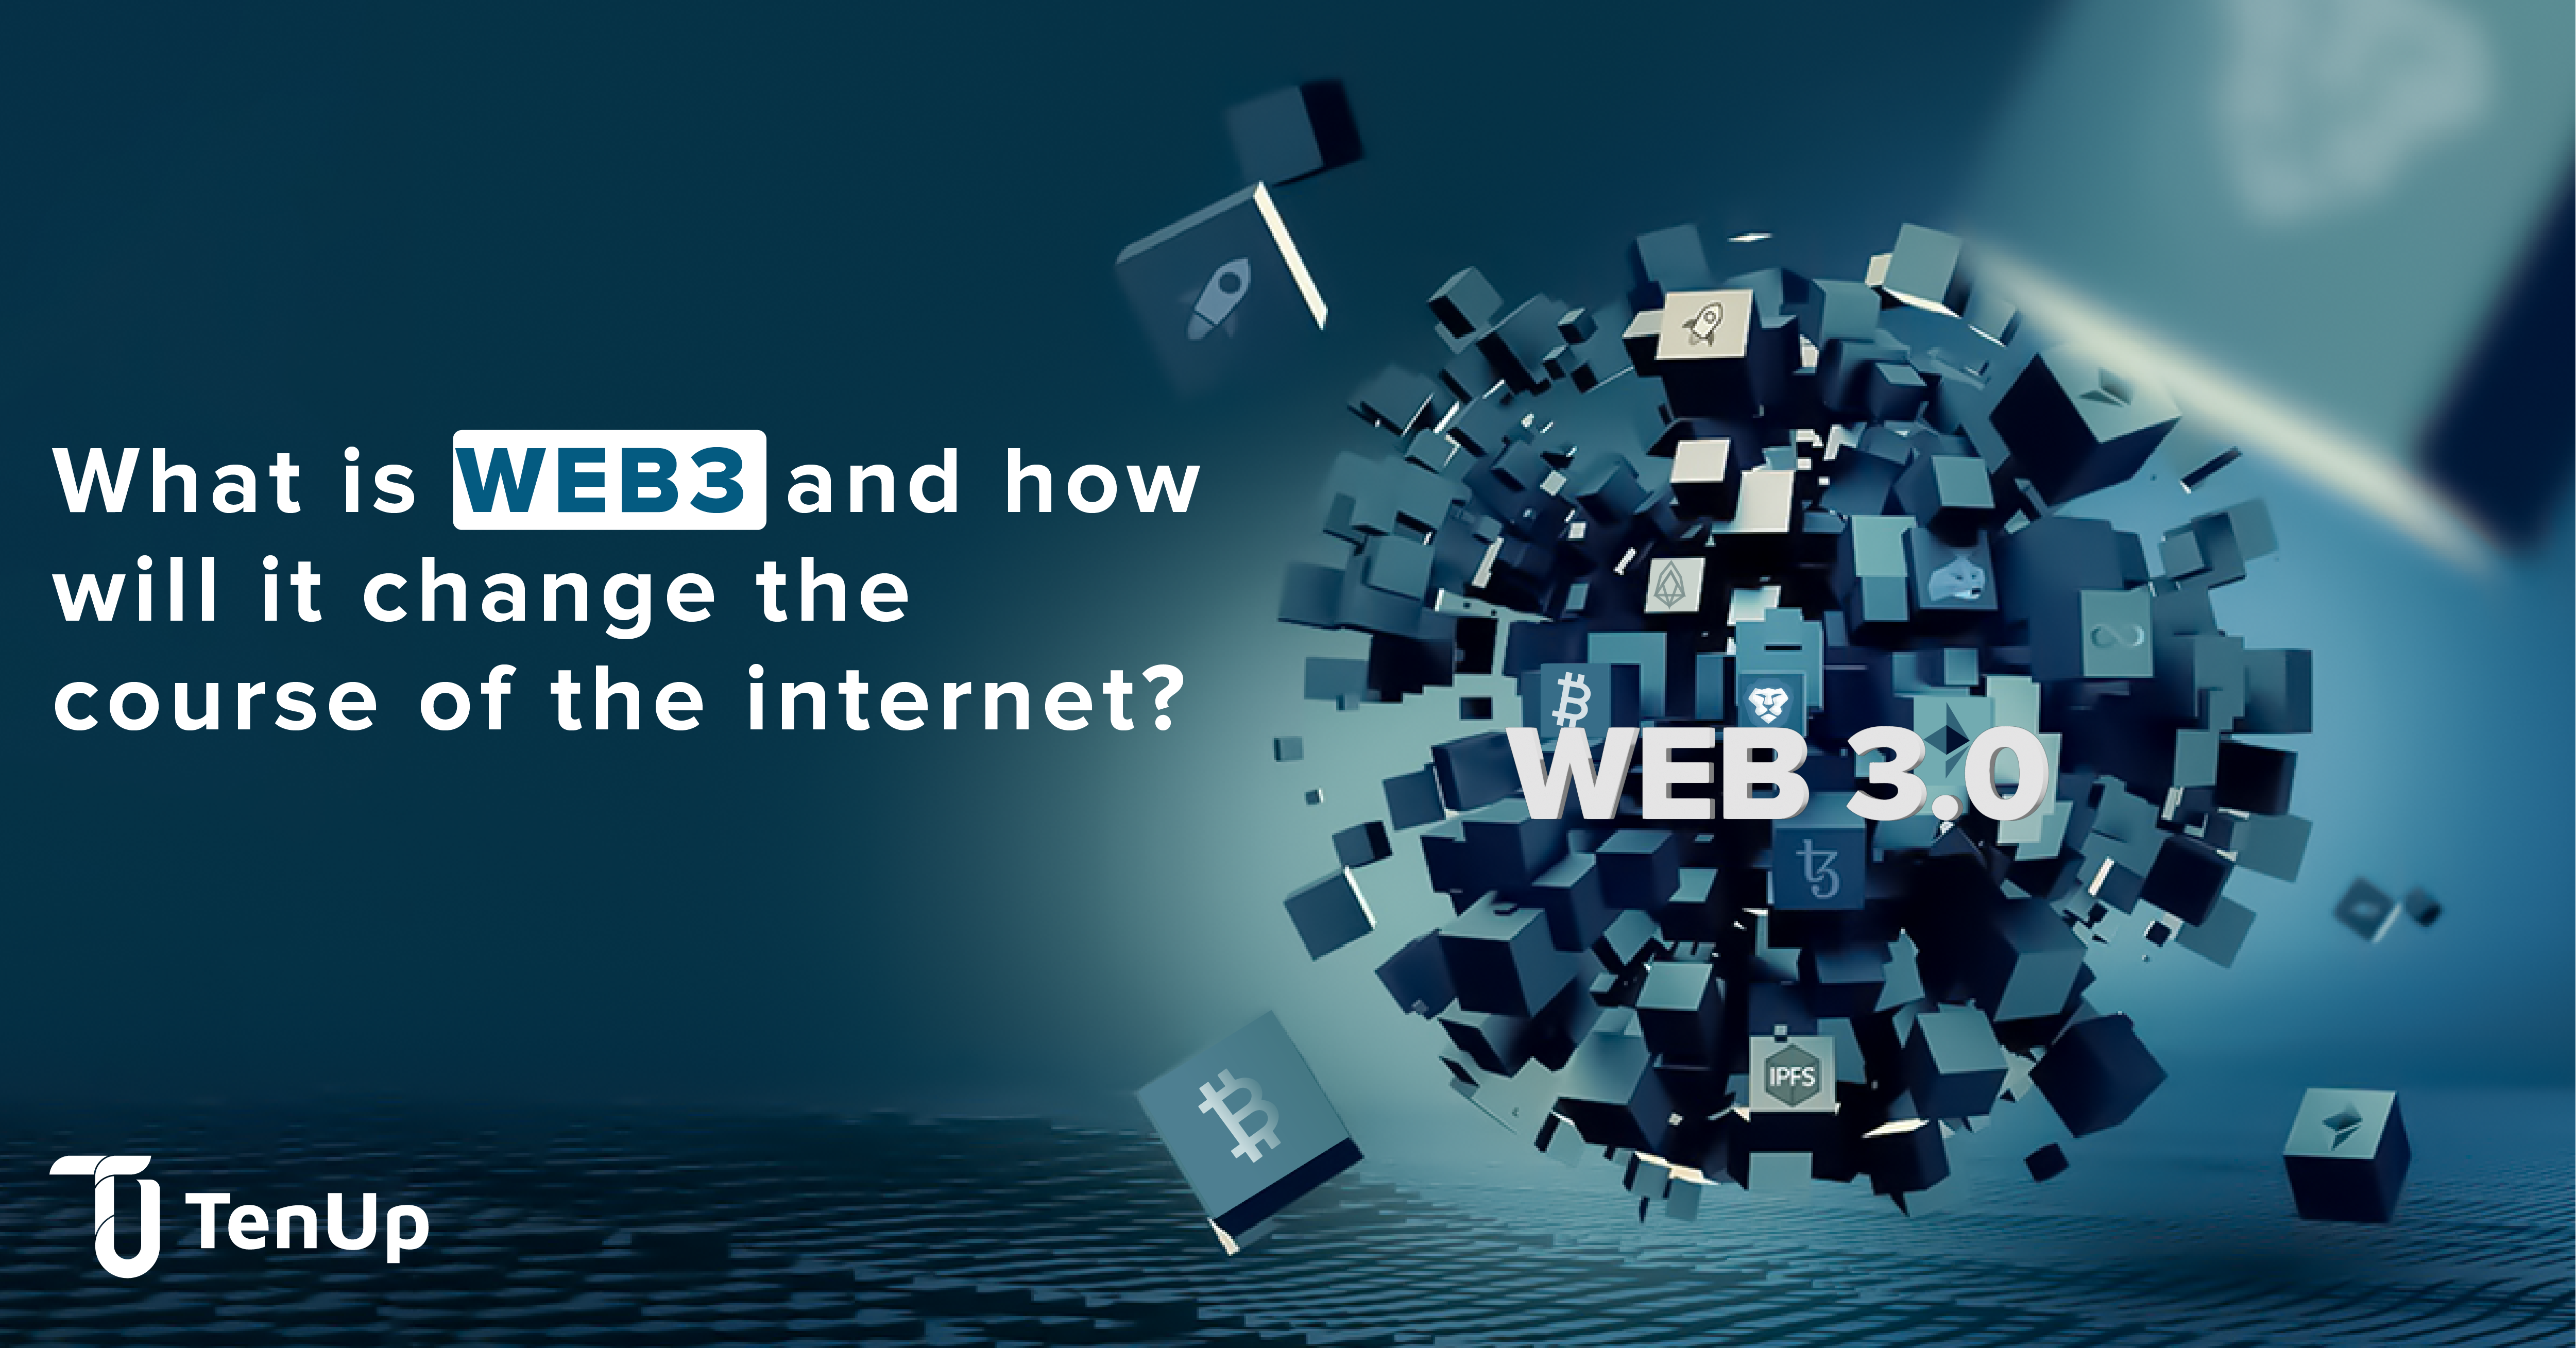 What is WEB3 and how
will it change the
course of the internet?
WEB 3.0
IPFS
TenUp